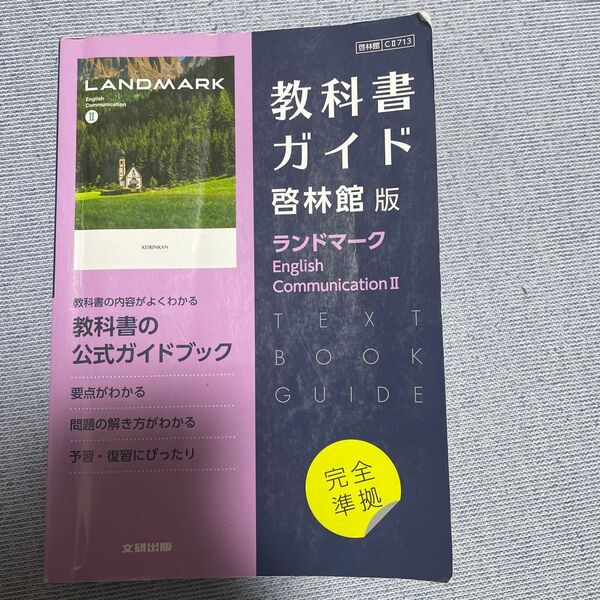 LANDMARK
English
Communication
II
KEIRINKAN
教科書の内容がよくわかる
教科書の
公式ガイドブック
要点がわかる
問題の解き方がわかる
予習・復習にぴったり
文研出版
啓林館 CⅡ713
教科書
ガイド
啓林館 版
ランドマーク
English
Communication Ⅱ
TEXT
BOOK
GUIDE
完全
準拠